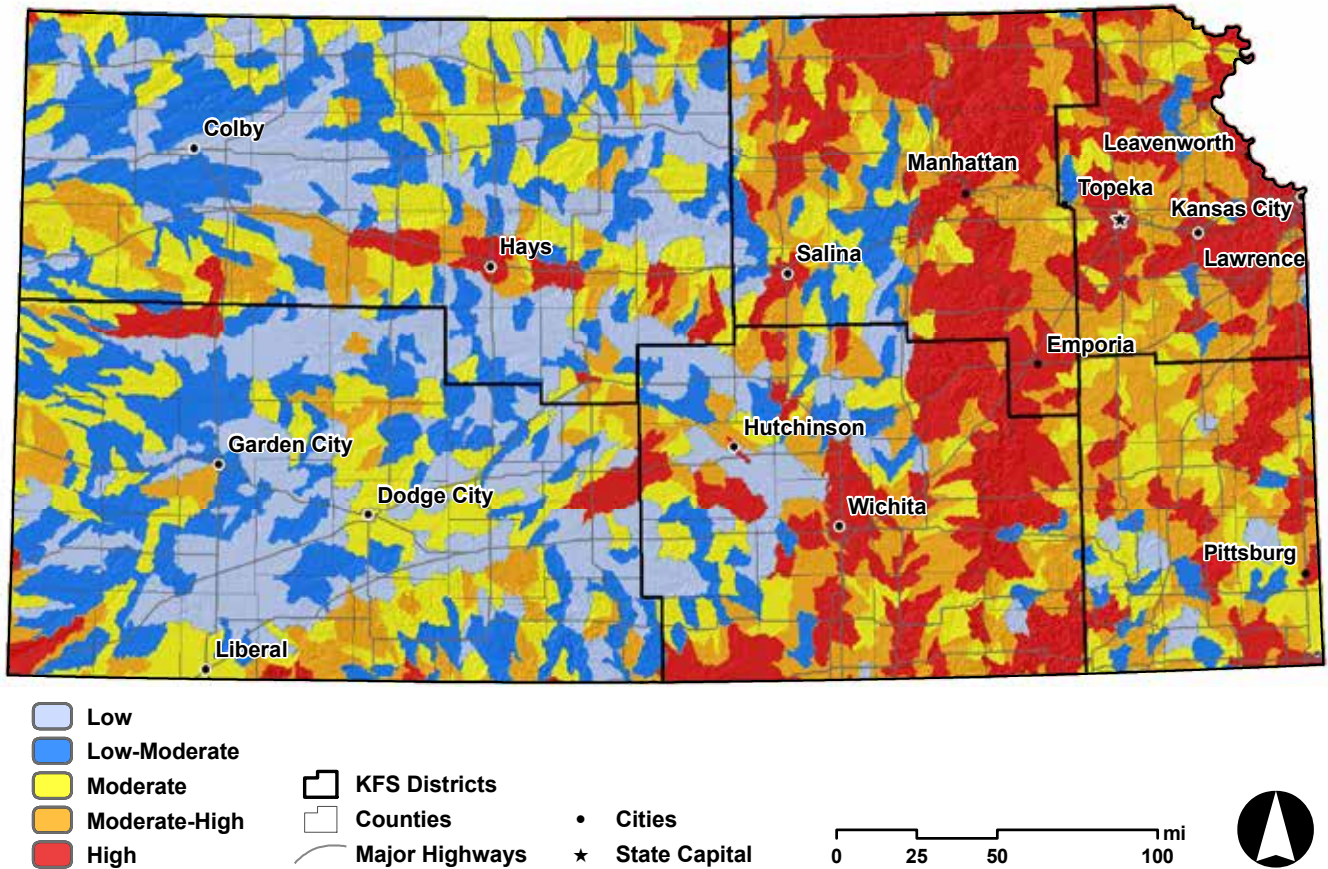 Colby
Leavenworth
Manhattan
Topeka
Kansas City
Hays
Salina
Lawrence
Emporia
Hutchinson
Garden City
Dodge City
Wichita
Pittsburg
Liberal
Low
Low-Moderate
Moderate
Moderate-High
High
KFS Districts
Counties
Major Highways
Cities
State Capital
mi
0 25 50 100